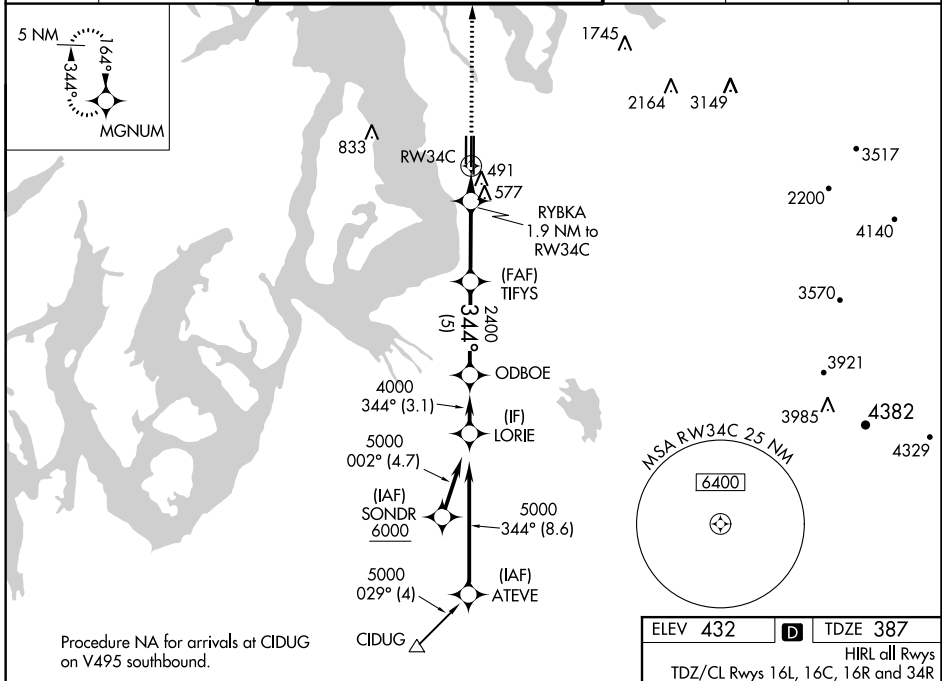 5 NM
344°
164°
MGNUM
1745
2164
3149
833
RW34C
491
577
3517
2200
4140
RYBKA
1.9 NM to
RW34C
(FAF)
TIFYS
3570
2400
344°
(5)
ODBOE
3921
4000
344° (3.1)
3985
4382
(IF)
LORIE
4329
5000
002° (4.7)
MSA RW34C 25 NM
6400
(IAF)
SONDR
6000
5000
344° (8.6)
5000
029° (4)
(IAF)
ATEVE
CIDUG
Procedure NA for arrivals at CIDUG
on V495 southbound.
ELEV 432 D TDZE 387
HIRL all Rwys
TDZ/CL Rwys 16L, 16C, 16R and 34R